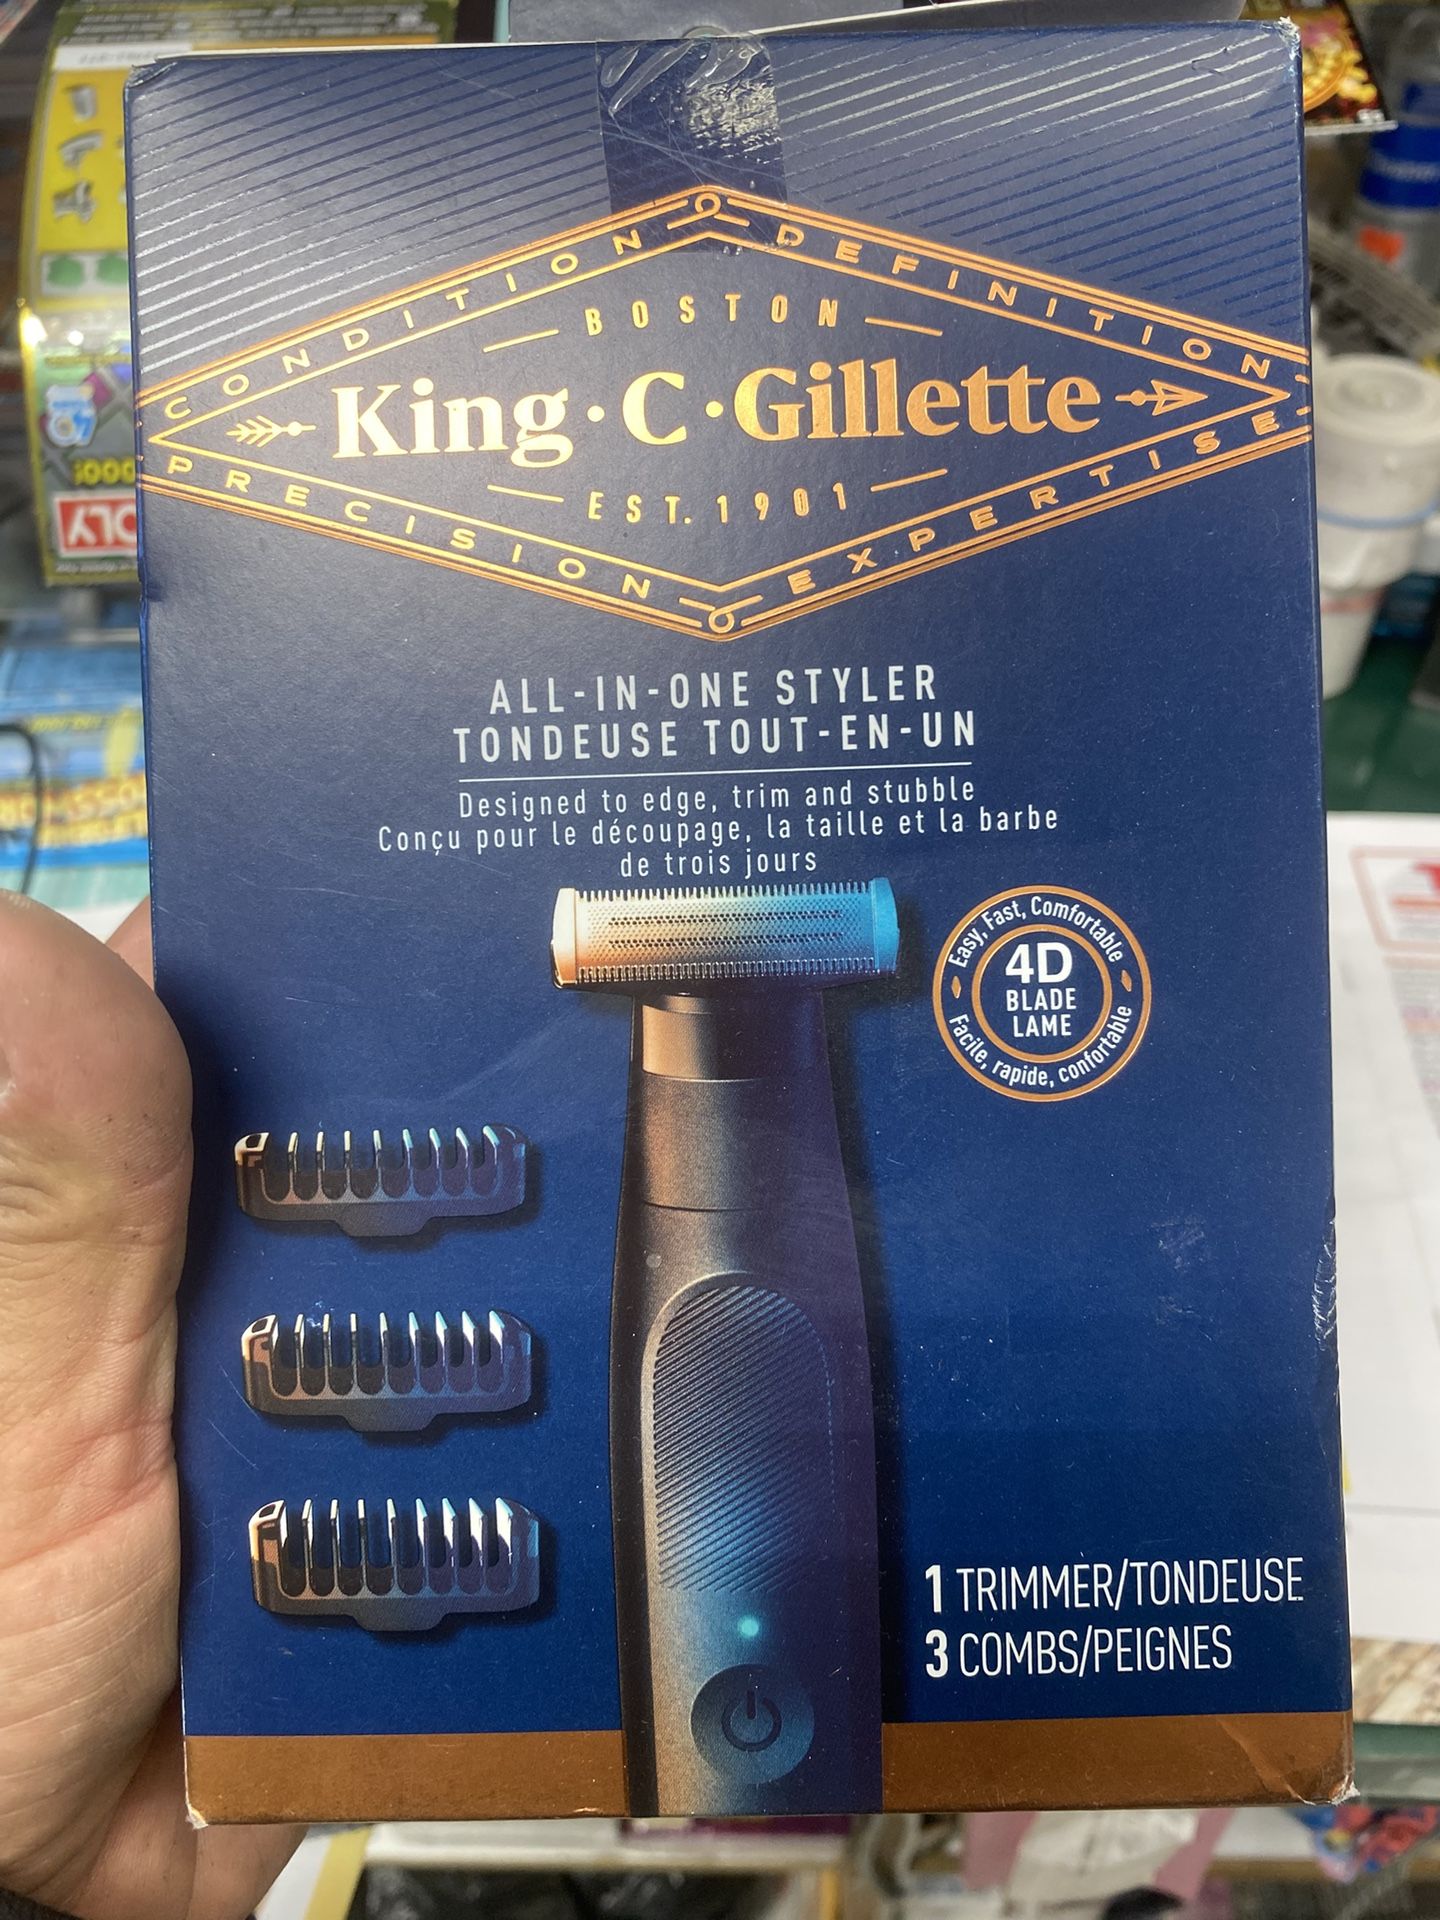 CONDITION DEFINITION
BOSTON
King·C·Gillette
EST. 1901
PRECISION EXPERTISE
ALL-IN-ONE STYLER
TONDEUSE TOUT-EN-UN
Designed to edge, trim and stubble
Conçu pour le découpage, la taille et la barbe
de trois jours
Easy, Fast, Comfortable
4D
BLADE
LAME
Facile, rapide, confortable
1 TRIMMER/TONDEUSE
3 COMBS/PEIGNES